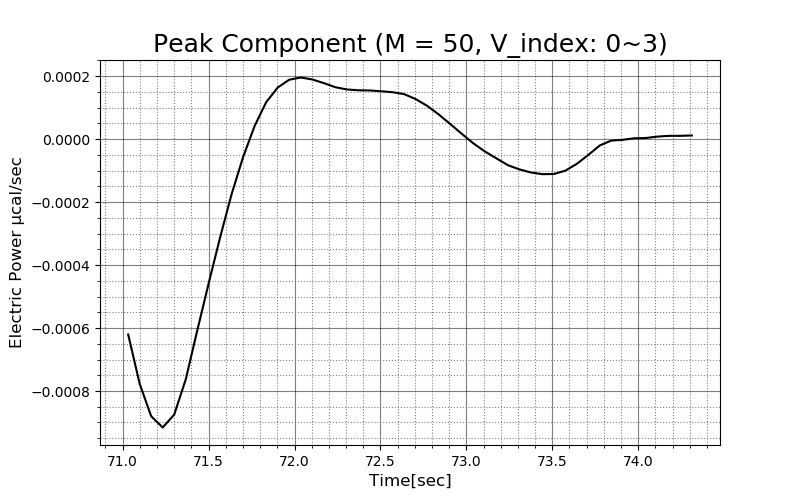 Peak Component (M = 50, V_index: 0~3)
Electric Power μcal/sec
0.0002
0.0000
−0.0002
−0.0004
−0.0006
−0.0008
71.0 71.5 72.0 72.5 73.0 73.5 74.0
Time[sec]